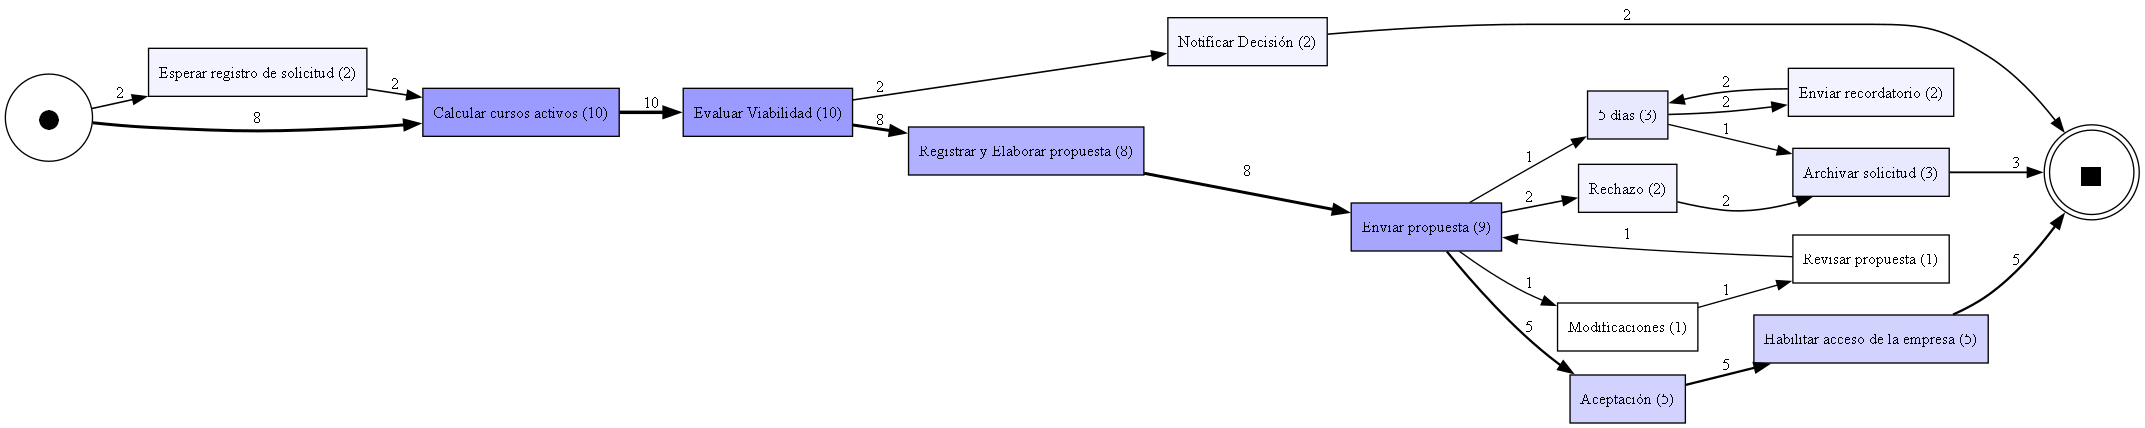 2
Esperar registro de solicitud (2)
2
8
Calcular cursos activos (10)
10
Evaluar Viabilidad (10)
2
8
Notificar Decisión (2)
2
Registrar y Elaborar propuesta (8)
8
Enviar propuesta (9)
1
2
1
5
5 días (3)
2
2
1
Enviar recordatorio (2)
Rechazo (2)
2
Archivar solicitud (3)
3
1
Revisar propuesta (1)
Modificaciones (1)
1
Aceptación (5)
5
Habilitar acceso de la empresa (5)
5